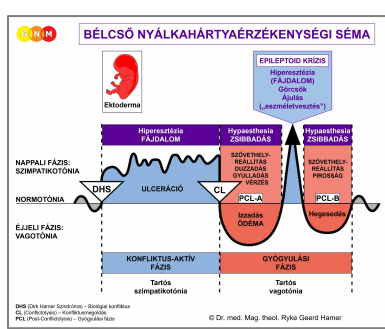 GNM
BÉLCSŐ NYÁLKAHÁRTYAÉRZÉKENYSÉGI SÉMA
Ektoderma
EPILEPTOID KRÍZIS
Hiperesztézia
(FÁJDALOM)
Görcsök
Ájulás
(„eszméletvesztés”)
Hiperesztézia
FÁJDALOM
Hypaesthesia
ZSIBBADÁS
Hypaesthesia
ZSIBBADÁS
NAPPALI FÁZIS:
SZIMPATIKOTÓNIA
SZÖVETHELY-
REÁLLÍTÁS
DUZZADÁS
GYULLADÁS
VÉRZÉS
SZÖVETHELY-
REÁLLÍTÁS
PIROSSÁG
DHS
ULCERÁCIÓ
CL
PCL-A
PCL-B
NORMOTÓNIA
Izzadás
ÖDÉMA
Hegesedés
ÉJJELI FÁZIS:
VAGOTÓNIA
KONFLIKTUS-AKTÍV
FÁZIS
GYÓGYULÁSI
FÁZIS
Tartós
szimpatikotónia
Tartós
vagotónia
DHS (Dirk Hamer Szindróma) – Biológiai konfliktus
CL (Conflictolysis) – Konfliktusmegoldás
PCL (Post-Conflictolysis) – Gyógyulási fázis
© Dr. med. Mag. theol. Ryke Geerd Hamer